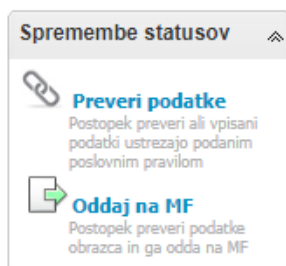 Spremembe statusov
Preveri podatke
Postopek preveri ali vpisani
podatki ustrezajo podanim
poslovnim pravilom
Oddaj na MF
Postopek preveri podatke
obrazca in ga odda na MF